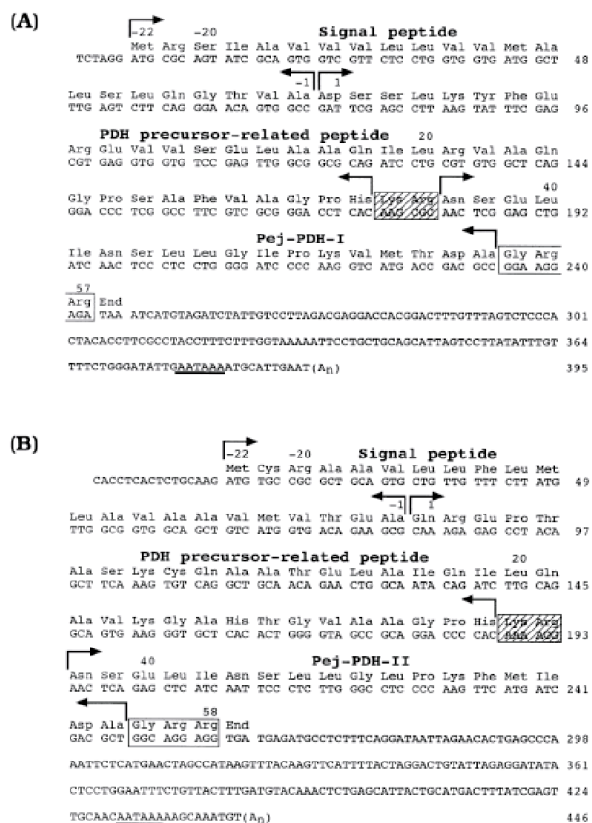 (A)
-22 -20 Signal peptide
Met Arg Ser Ile Ala Val Val Val Leu Leu Val Val Met Ala
TCTAGG ATG CGC AGT ATC GCA GTG GTC GTT CTC CTG GTG GTG ATG GCT 48
-1 1
Leu Ser Leu Gln Gly Thr Val Ala Asp Ser Ser Leu Lys Tyr Phe Glu
TTG AGT CTT CAG GGA ACA GTG GCC GAT TCG AGC CTT AAG TAT TTC GAG 96
PDH precursor-related peptide 20
Arg Glu Val Val Ser Glu Leu Ala Ala Gln Ile Leu Arg Val Ala Gln
CGT GAG GTG GTG TCC GAG TTG GCG GCG CAG ATC CTG CGT GTG GCT CAG 144
40
Gly Pro Ser Ala Phe Val Ala Gly Pro His Lys Arg Asn Ser Glu Leu
GGA CCC TCG GCC TTC GTC GCG GGA CCT CAC AAG CGC AAC TCG GAG CTG 192
Pej-PDH-I
Ile Asn Ser Leu Leu Gly Ile Pro Lys Val Met Thr Asp Ala Gly Arg
ATC AAC TCC CTC CTG GGG ATC CCC AAG GTC ATG ACC GAC GCC GGA AGG 240
57
Arg End
AGA TAA ATCATGTAGATCTATTGTCCTTAGACGAGGACCACGGACTTTGTTTAGTCTCCCA 301
CTACACCTTCGCCTACCTTTCTTTGGTAAAAATTCCTGCTGCAGCATTAGTCCTTATATTTGT 364
TTTCTGGGATATTGAATAAAATGCATTGAAT(An) 395
(B)
-22 -20 Signal peptide
Met Cys Arg Ala Ala Val Leu Leu Phe Leu Met
CACCTCACTCTGCAAG ATG TGC CGC GCT GCA GTG CTG TTG TTT CTT ATG 49
-1 1
Leu Ala Val Ala Ala Val Met Val Thr Glu Ala Gln Arg Glu Pro Thr
TTG GCG GTG GCA GCT GTC ATG GTG ACA GAA GCG CAA AGA GAG CCT ACA 97
PDH precursor-related peptide 20
Ala Ser Lys Cys Gln Ala Ala Thr Glu Leu Ala Ile Gln Ile Leu Gln
GCT TCA AAG TGT CAG GCT GCA ACA GAA CTG GCA ATA CAG ATC TTG CAG 145
Ala Val Lys Gly Ala His Thr Gly Val Ala Ala Gly Pro His Lys Arg
GCA GTG AAG GGT GCT CAC ACT GGG GTA GCC GCA GGA CCC CAC AAA AGG 193
40 Pej-PDH-II
Asn Ser Glu Leu Ile Asn Ser Leu Leu Gly Leu Pro Lys Phe Met Ile
AAC TCA GAG CTC ATC AAT TCC CTC TTG GGC CTC CCC AAG TTC ATG ATC 241
58
Asp Ala Gly Arg Arg End
GAC GCT GGC AGG AGG TGA TGAGATGCCTCTTTCAGGATAATTAGAACACTGAGCCCA 298
AATTCTCATGAACTAGCCATAAGTTTACAAGTTCATTTTACTAGGACTGTATTAGAGGATATA 361
CTCCTGGAATTTCTGTTACTTTGATGTACAAACTCTGAGCATTACTGCATGACTTTATCGAGT 424
TGCAACAATAAAAAGCAAATGT(An) 446